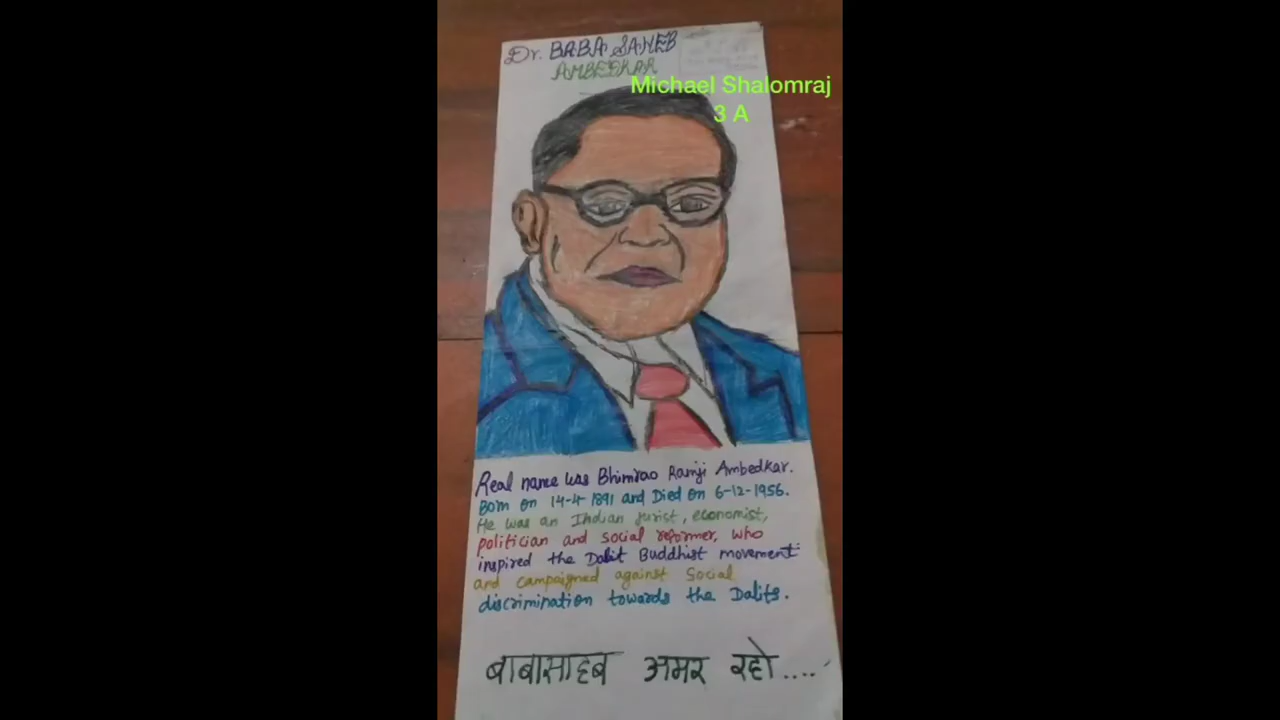 Dr. BABA SAHEB
AMBEDKAR
Michael Shalomraj
3 A
Real name was Bhimrao Ramji Ambedkar.
Born on 14-4-1891 and Died on 6-12-1956.
He was an Indian jurist, economist,
politician and social reformer, who
inspired the Dalit Buddhist movement
and campaigned against Social
discrimination towards the Dalits.
बाबासाहब अमर रहो....